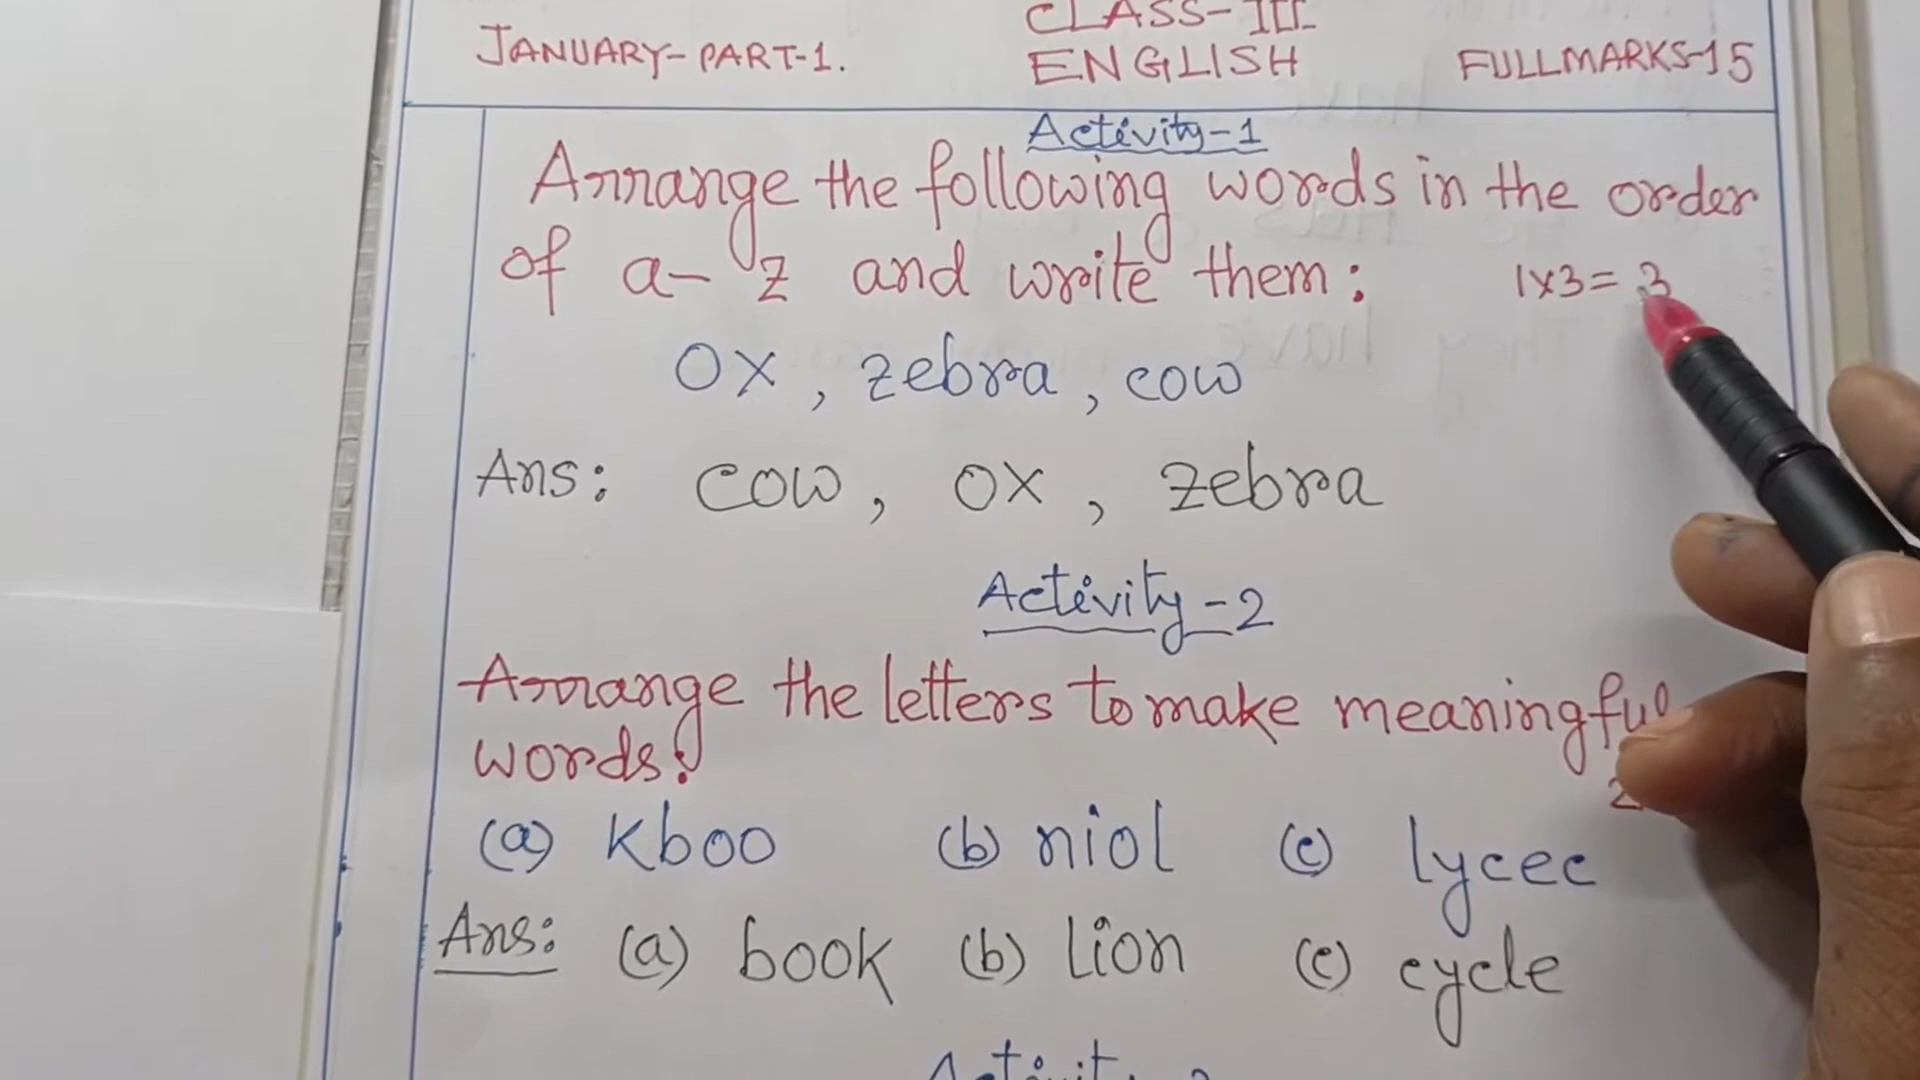 CLASS-III
JANUARY-PART-1. ENGLISH FULLMARKS-15
Activity-1
Arrange the following words in the order
of a-z and write them: 1x3=3
OX, zebra, cow
Ans: cow, ox, zebra
Activity-2
Arrange the letters to make meaningful
words:
(a) kboo (b) niol (c) lycec
Ans: (a) book (b) Lion (c) cycle